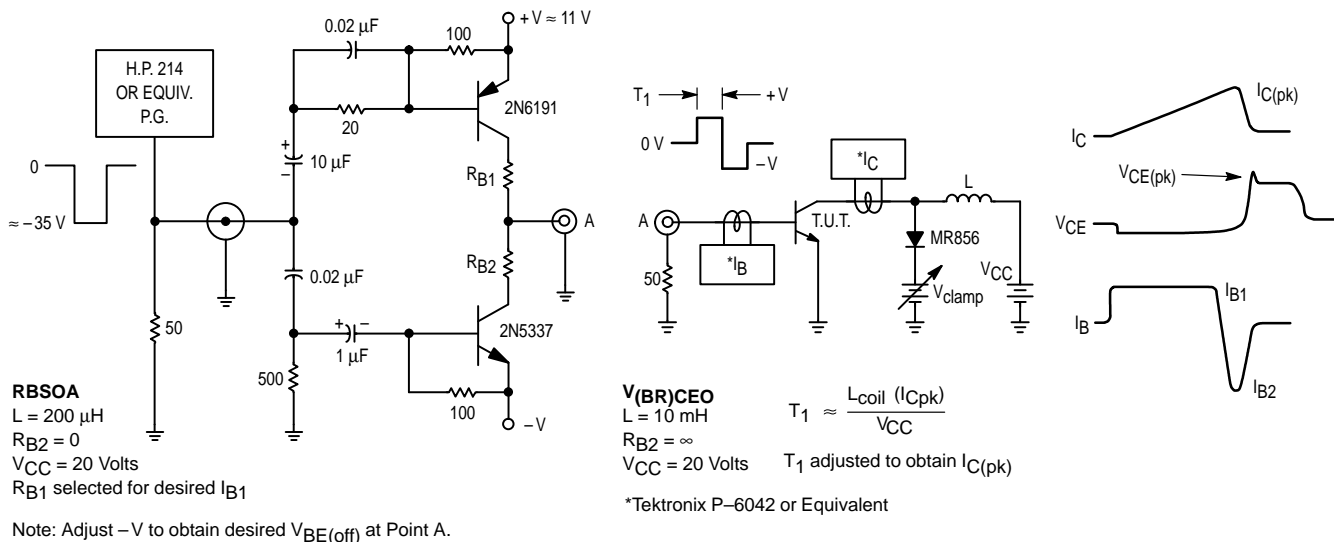 H.P. 214
OR EQUIV.
P.G.
0
≈ –35 V
50
0.02 μF
100
20
10 μF
+
–
+V ≈ 11 V
2N6191
RB1
A
RB2
0.02 μF
+
–
1 μF
2N5337
500
100
–V
RBSOA
L = 200 μH
RB2 = 0
VCC = 20 Volts
RB1 selected for desired IB1
Note: Adjust –V to obtain desired VBE(off) at Point A.
T1
+V
0 V
–V
*IC
L
A
T.U.T.
MR856
50
*IB
Vclamp
VCC
V(BR)CEO
L = 10 mH
RB2 = ∞
VCC = 20 Volts
T1 ≈ Lcoil (ICpk)
VCC
T1 adjusted to obtain IC(pk)
*Tektronix P–6042 or Equivalent
IC(pk)
IC
VCE(pk)
VCE
IB1
IB
IB2